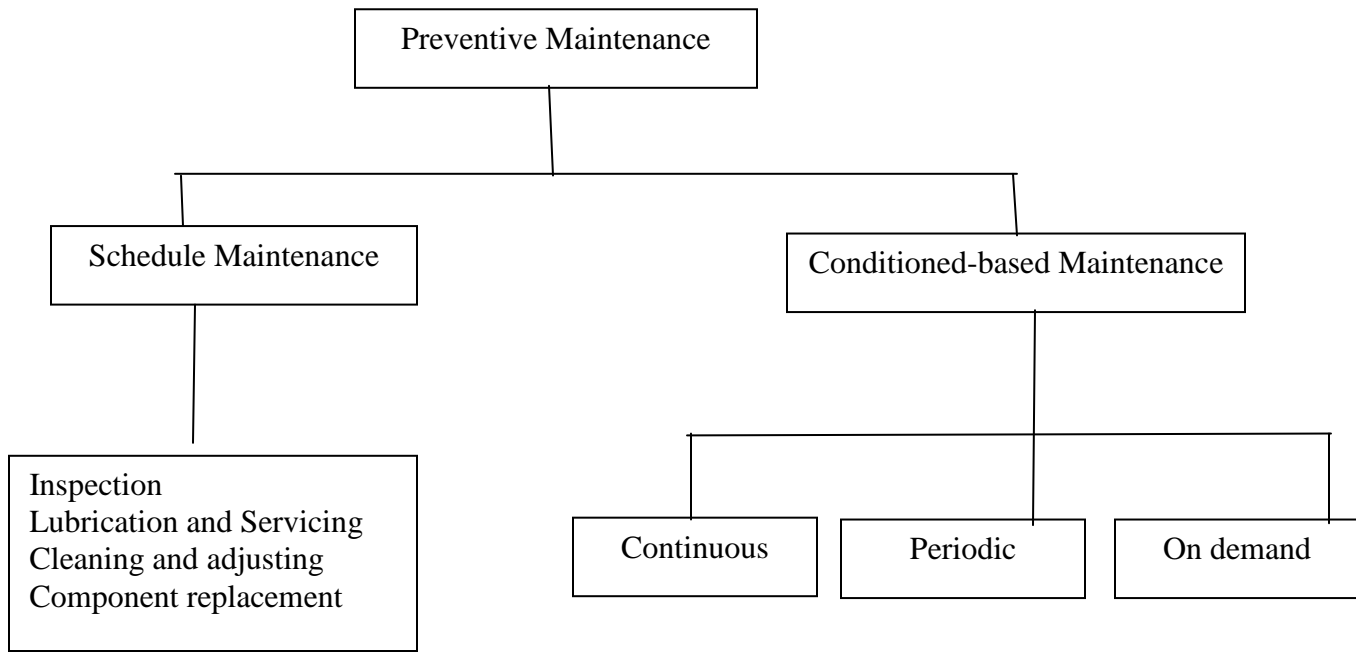 Preventive Maintenance
Schedule Maintenance
Conditioned-based Maintenance
Inspection
Lubrication and Servicing
Cleaning and adjusting
Component replacement
Continuous
Periodic
On demand